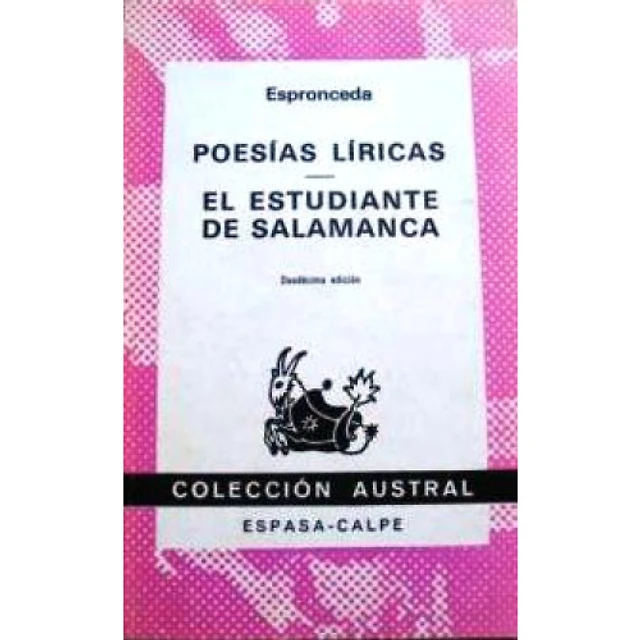 Espronceda
POESÍAS LÍRICAS
EL ESTUDIANTE
DE SALAMANCA
Duodécima edición
COLECCIÓN AUSTRAL
ESPASA-CALPE